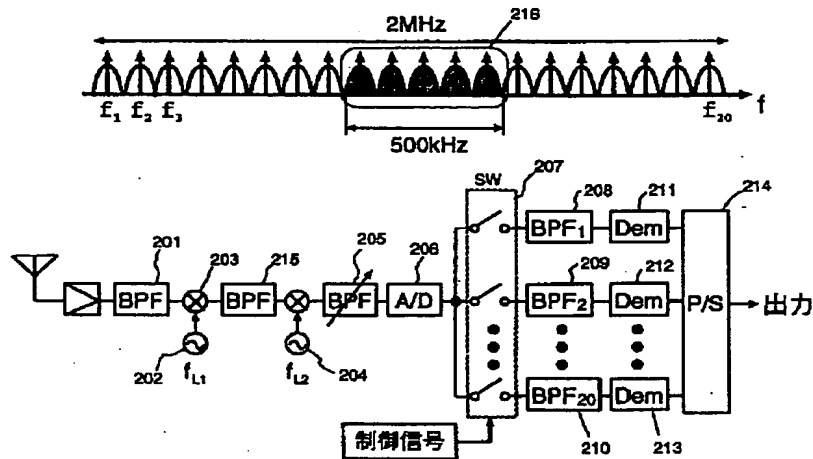 216
2MHz
f1 f2 f3 f20 f
500kHz
SW 207
208 211 214
BPF1 Dem
201 203 215 205 206
209 212
BPF BPF BPF A/D BPF2 Dem P/S 出力
202 fL1 204 fL2
BPF20 Dem
制御信号 210 213